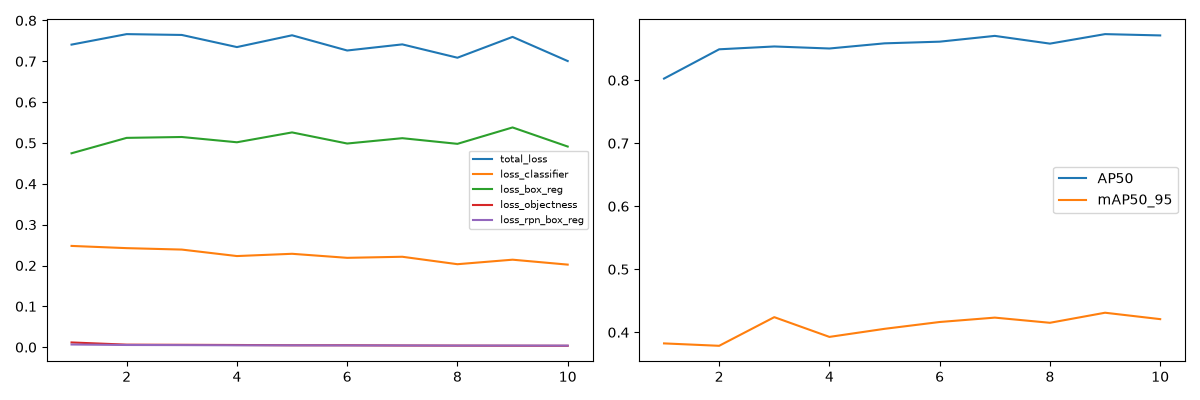 0.8
0.7
0.6
0.5
0.4
0.3
0.2
0.1
0.0
2 4 6 8 10
total_loss
loss_classifier
loss_box_reg
loss_objectness
loss_rpn_box_reg
0.8
0.7
0.6
0.5
0.4
2 4 6 8 10
AP50
mAP50_95